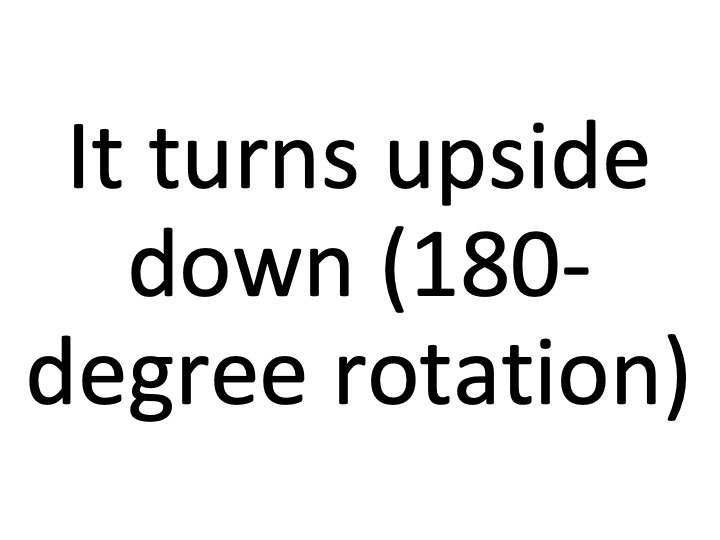 It turns upside
down (180-
degree rotation)